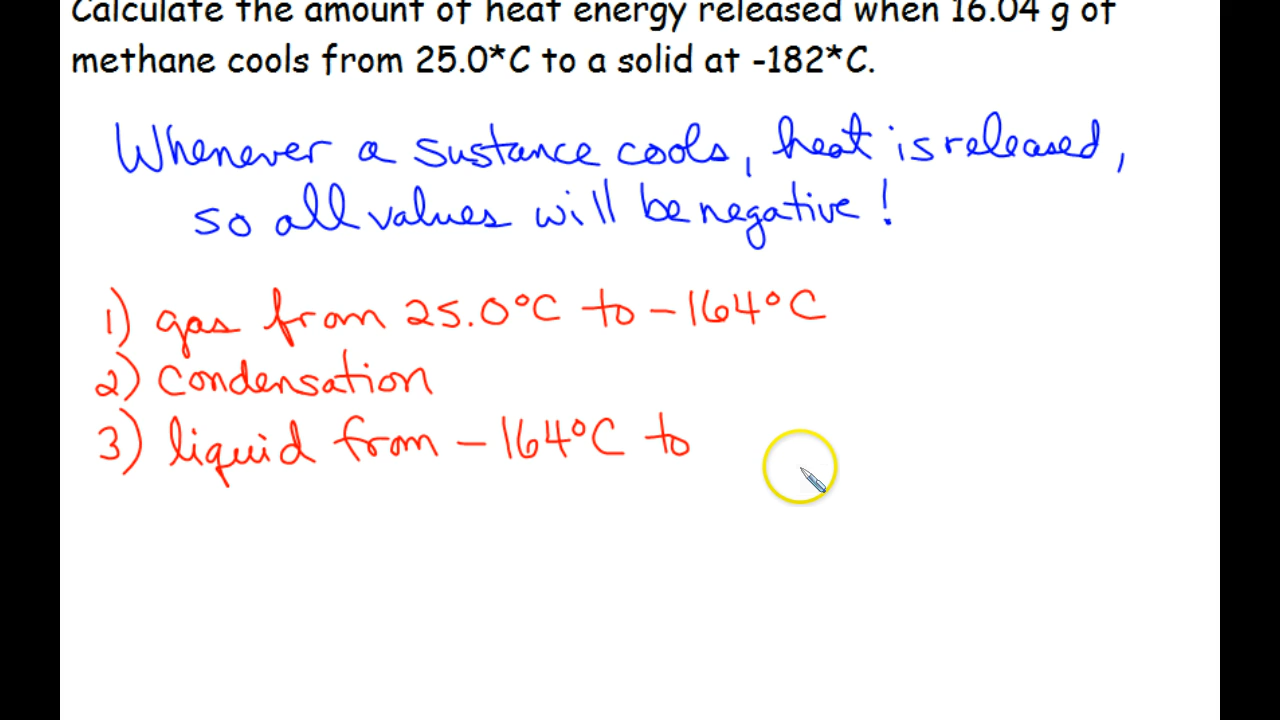 Calculate the amount of heat energy released when 16.04 g of
methane cools from 25.0*C to a solid at -182*C.
Whenever a sustance cools, heat is released,
so all values will be negative!
1) gas from 25.0°C to -164°C
2) condensation
3) liquid from -164°C to